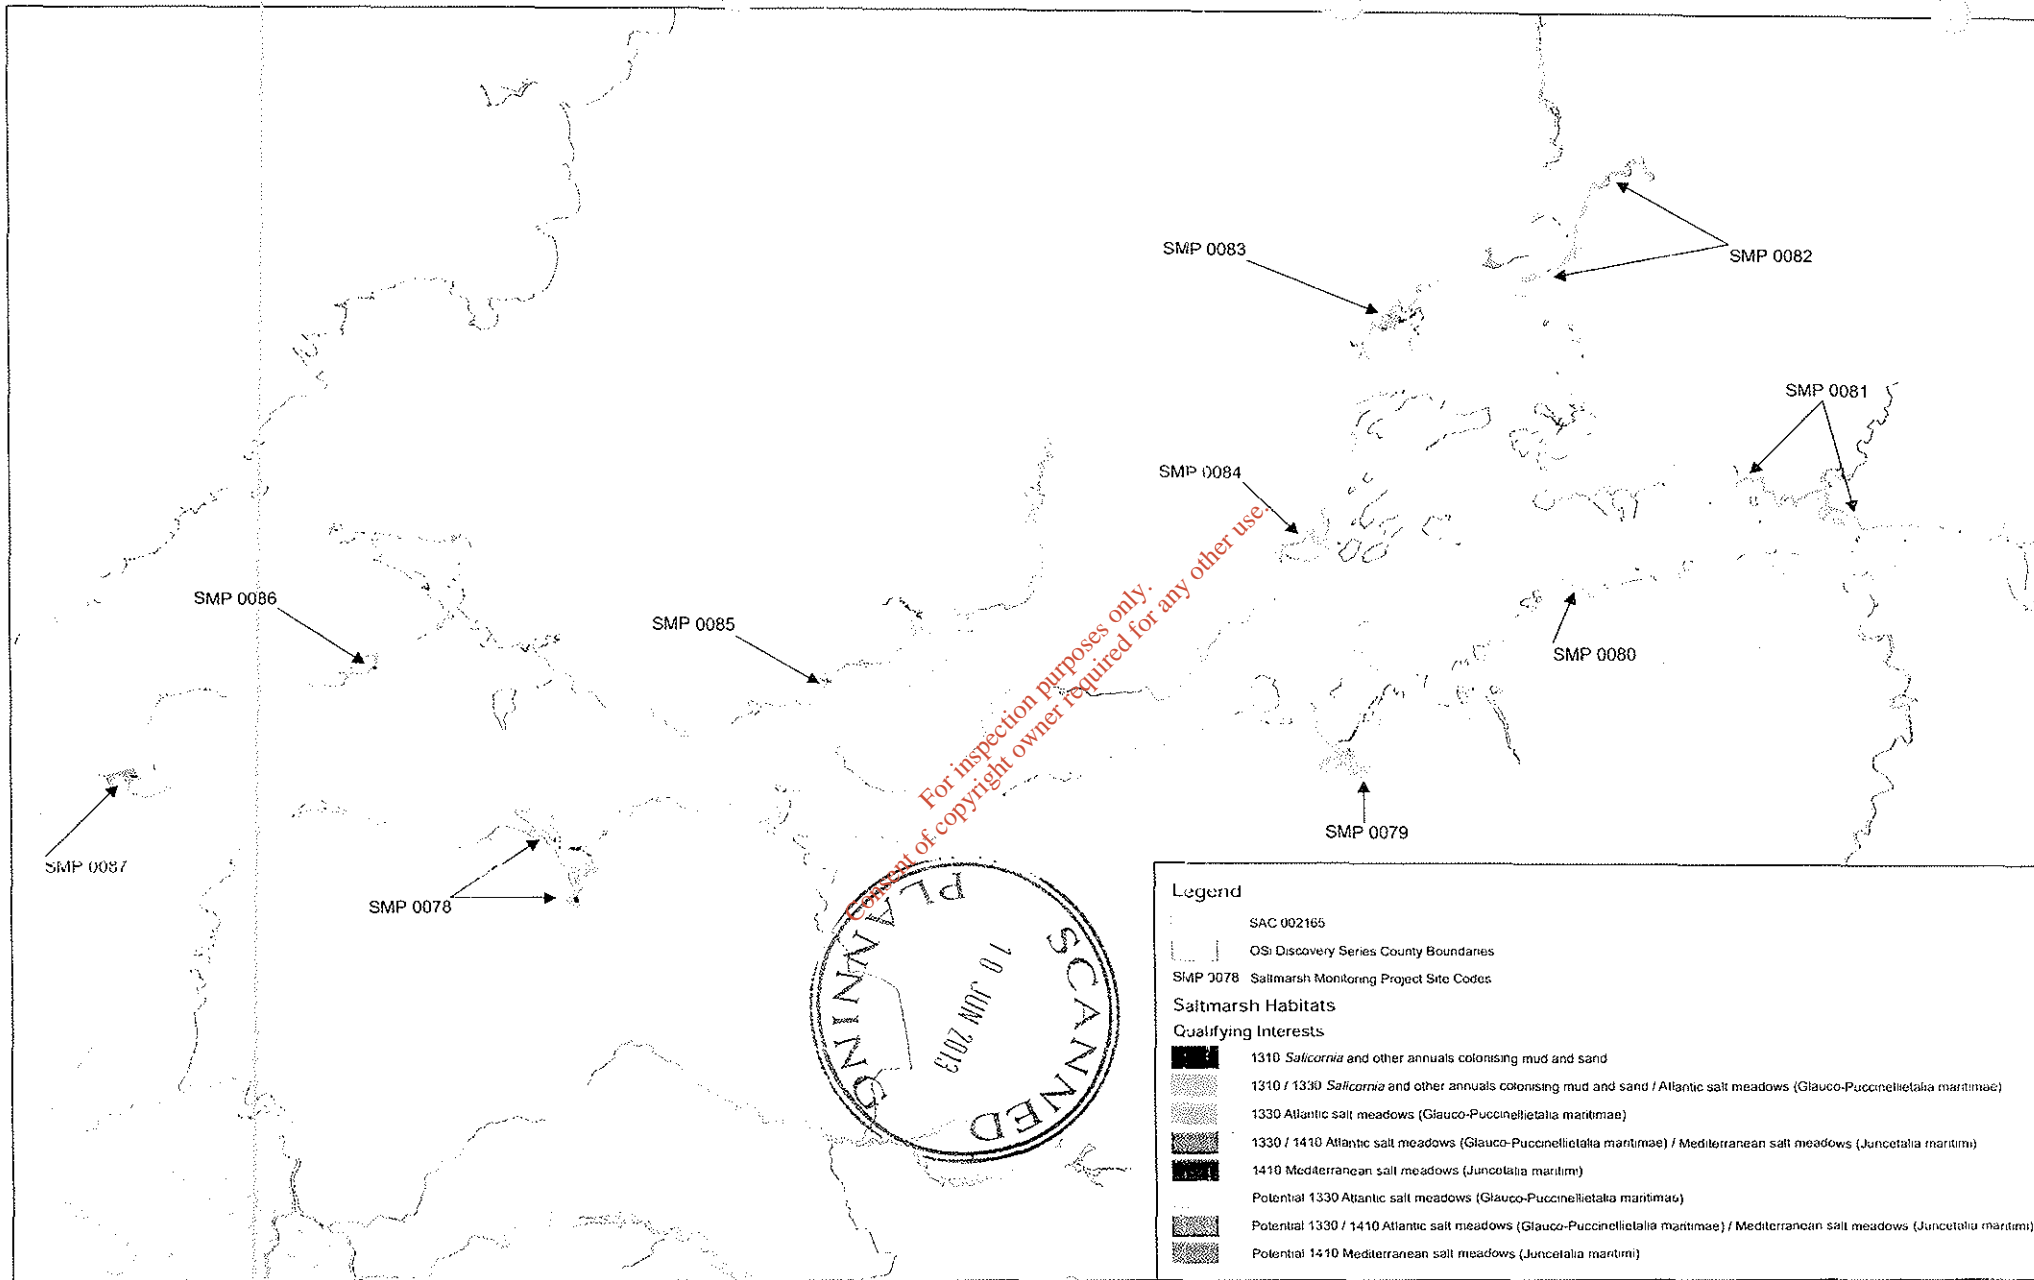 SMP 0083
SMP 0082
SMP 0081
SMP 0084
SMP 0086
SMP 0085
SMP 0080
SMP 0079
SMP 0087
SMP 0078
For inspection purposes only.
Consent of copyright owner required for any other use.
SCANNED
10 JUN 2013
PLANNING
Legend
SAC 002165
OSi Discovery Series County Boundaries
SMP 0078 Saltmarsh Monitoring Project Site Codes
Saltmarsh Habitats
Qualifying Interests
1310 Salicornia and other annuals colonising mud and sand
1310 / 1330 Salicornia and other annuals colonising mud and sand / Atlantic salt meadows (Glauco-Puccinellietalia maritimae)
1330 Atlantic salt meadows (Glauco-Puccinellietalia maritimae)
1330 / 1410 Atlantic salt meadows (Glauco-Puccinellietalia maritimae) / Mediterranean salt meadows (Juncetalia maritimi)
1410 Mediterranean salt meadows (Juncetalia maritimi)
Potential 1330 Atlantic salt meadows (Glauco-Puccinellietalia maritimae)
Potential 1330 / 1410 Atlantic salt meadows (Glauco-Puccinellietalia maritimae) / Mediterranean salt meadows (Juncetalia maritimi)
Potential 1410 Mediterranean salt meadows (Juncetalia maritimi)